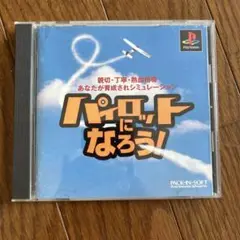 PlayStation
親切・丁寧・熱血指導
あなたが育成されシミュレーション
パイロット
に
なろう!
PACK-IN-SOFT